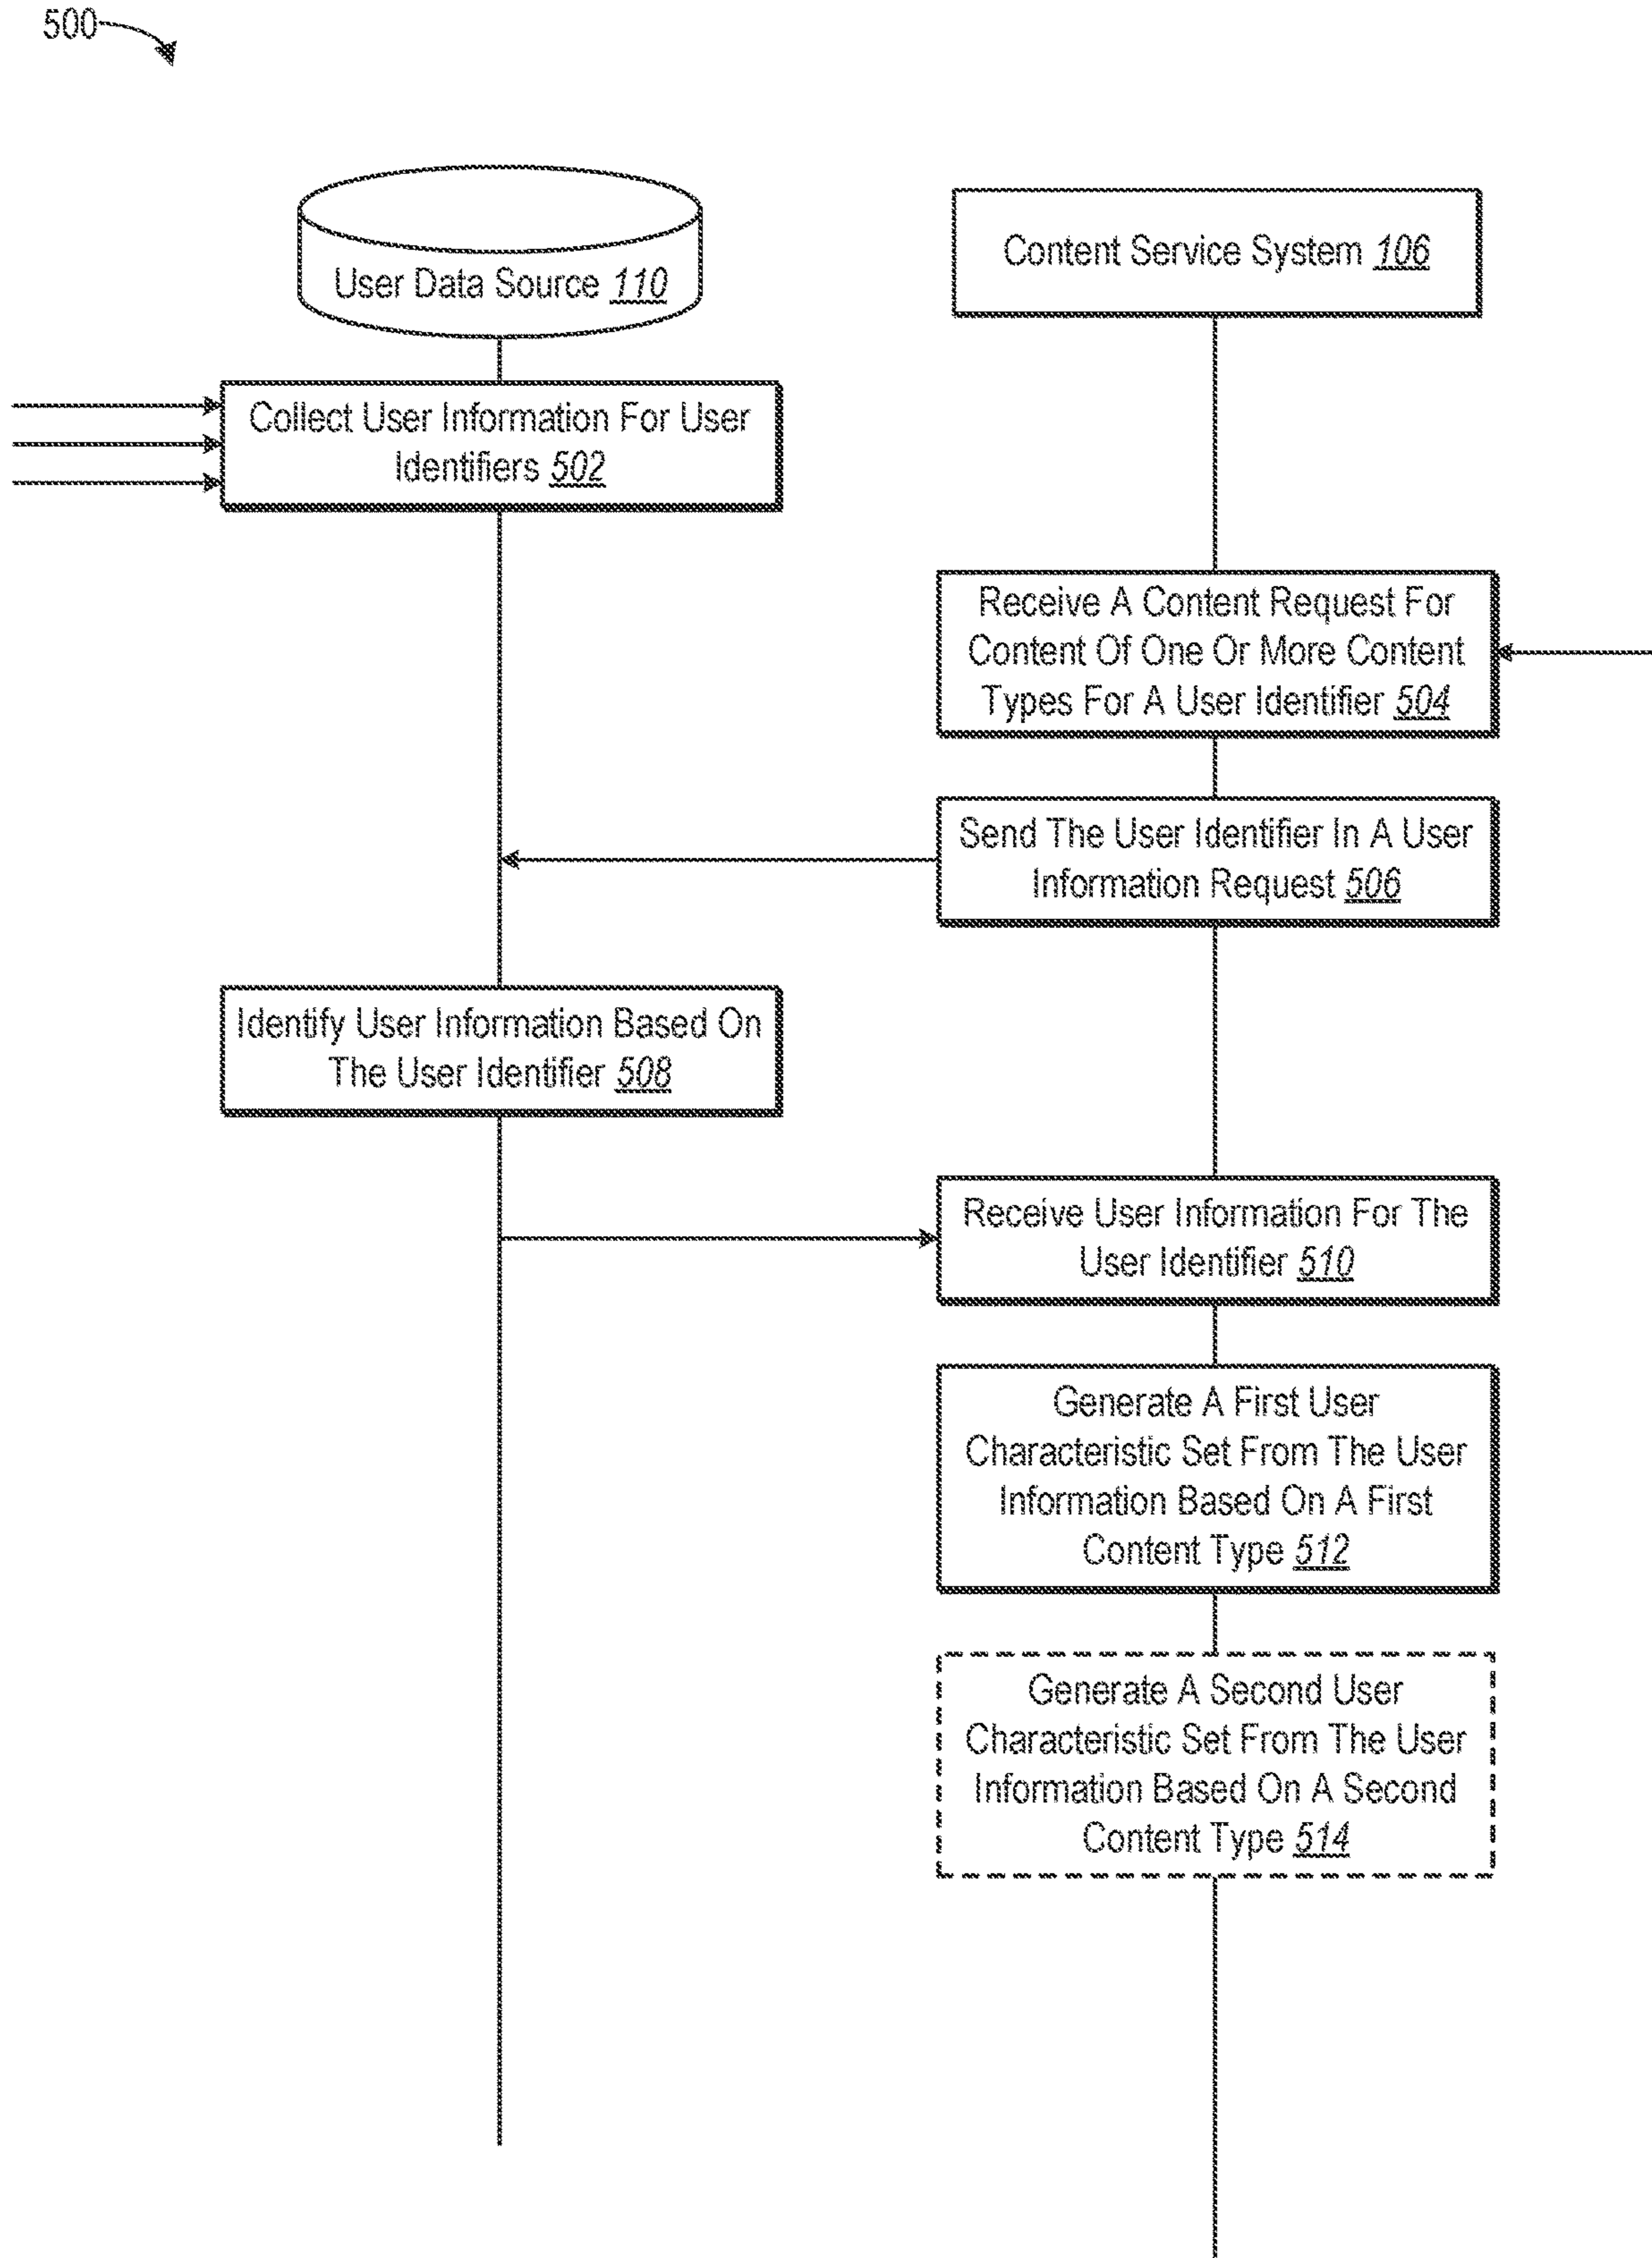 500
User Data Source 110
Content Service System 106
Collect User Information For User
Identifiers 502
Receive A Content Request For
Content Of One Or More Content
Types For A User Identifier 504
Send The User Identifier In A User
Information Request 506
Identify User Information Based On
The User Identifier 508
Receive User Information For The
User Identifier 510
Generate A First User
Characteristic Set From The User
Information Based On A First
Content Type 512
Generate A Second User
Characteristic Set From The User
Information Based On A Second
Content Type 514